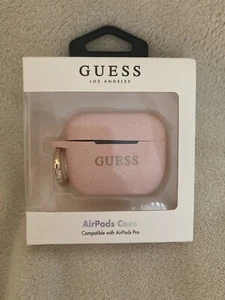 GUESS
LOS ANGELES
GUESS
AirPods Case
Compatible with AirPods Pro